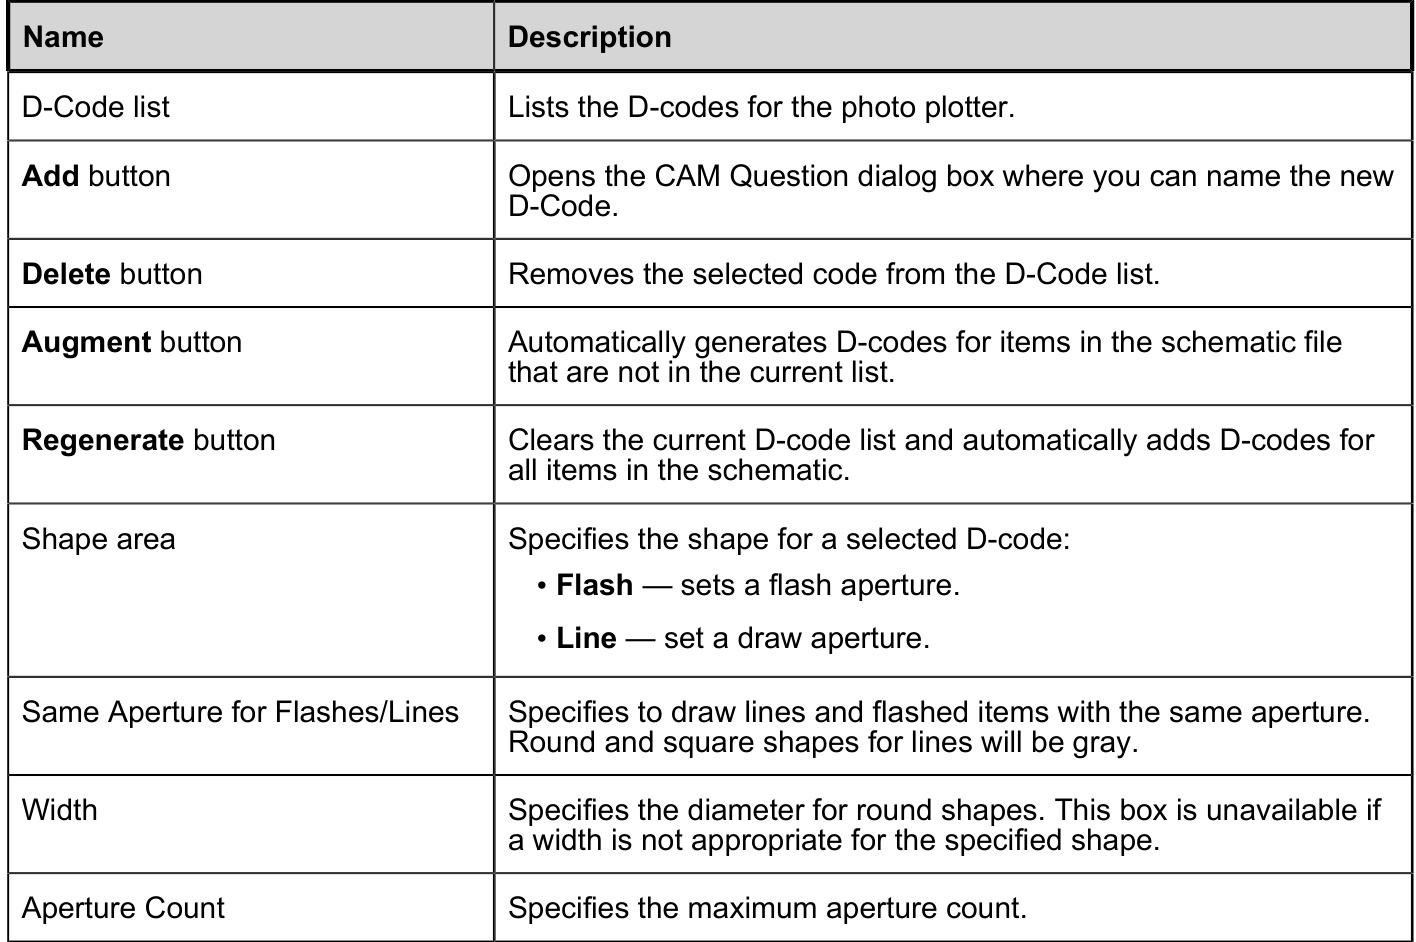 Name
Description
D-Code list
Lists the D-codes for the photo plotter.
Add button
Opens the CAM Question dialog box where you can name the new
D-Code.
Delete button
Removes the selected code from the D-Code list.
Augment button
Automatically generates D-codes for items in the schematic file
that are not in the current list.
Regenerate button
Clears the current D-code list and automatically adds D-codes for
all items in the schematic.
Shape area
Specifies the shape for a selected D-code:
• Flash — sets a flash aperture.
• Line — set a draw aperture.
Same Aperture for Flashes/Lines
Specifies to draw lines and flashed items with the same aperture.
Round and square shapes for lines will be gray.
Width
Specifies the diameter for round shapes. This box is unavailable if
a width is not appropriate for the specified shape.
Aperture Count
Specifies the maximum aperture count.